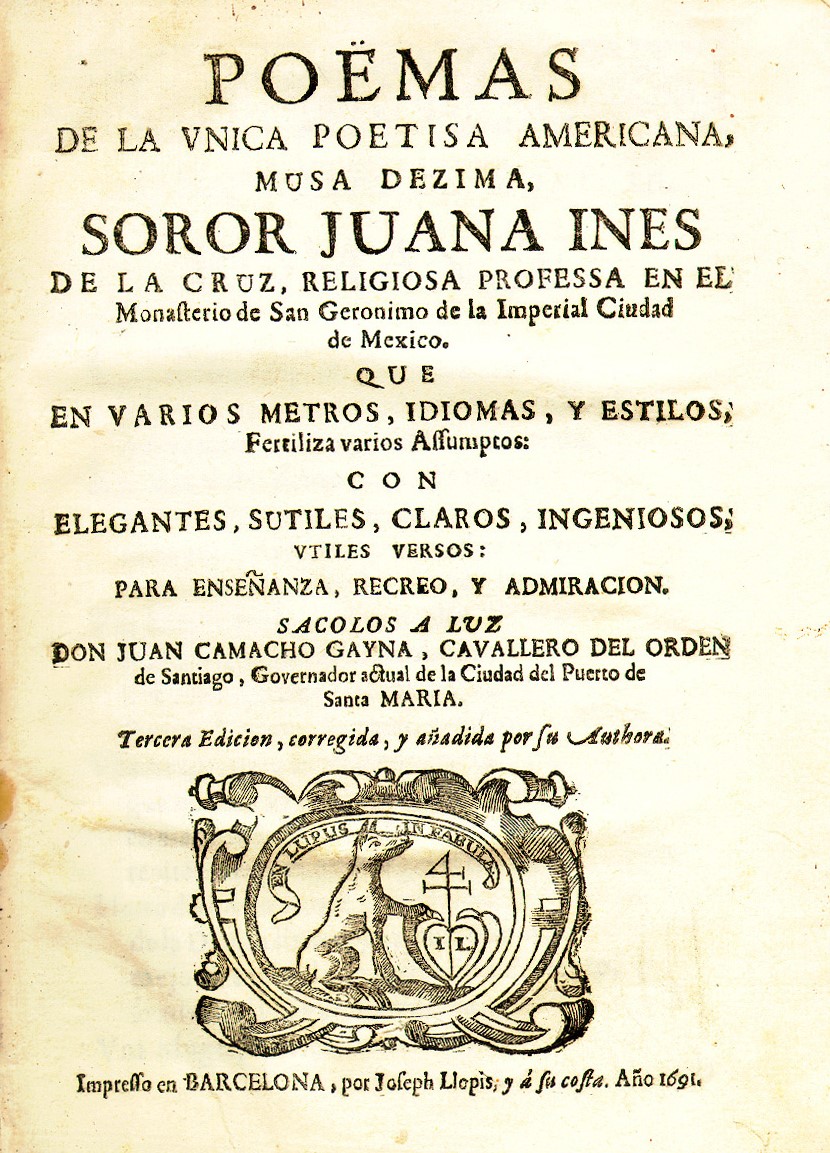 POËMAS
DE LA VNICA POETISA AMERICANA,
MUSA DEZIMA,
SOROR JUANA INES
DE LA CRUZ, RELIGIOSA PROFESSA EN EL
Monaſterio de San Geronimo de la Imperial Ciudad
de Mexico.
QUE
EN VARIOS METROS, IDIOMAS, Y ESTILOS,
Fertiliza varios Aſſumptos:
CON
ELEGANTES, SUTILES, CLAROS, INGENIOSOS,
VTILES VERSOS:
PARA ENSEÑANZA, RECREO, Y ADMIRACION.
SACOLOS A LUZ
DON JUAN CAMACHO GAYNA, CAVALLERO DEL ORDEN
de Santiago, Governador actual de la Ciudad del Puerto de
Santa MARIA.
Tercera Edicion, corregida, y añadida por ſu Authora.
EN LUPUS IN FABULA
I L
Impreſſo en BARCELONA, por Joſeph Llopis, y á ſu coſta. Año 1691.